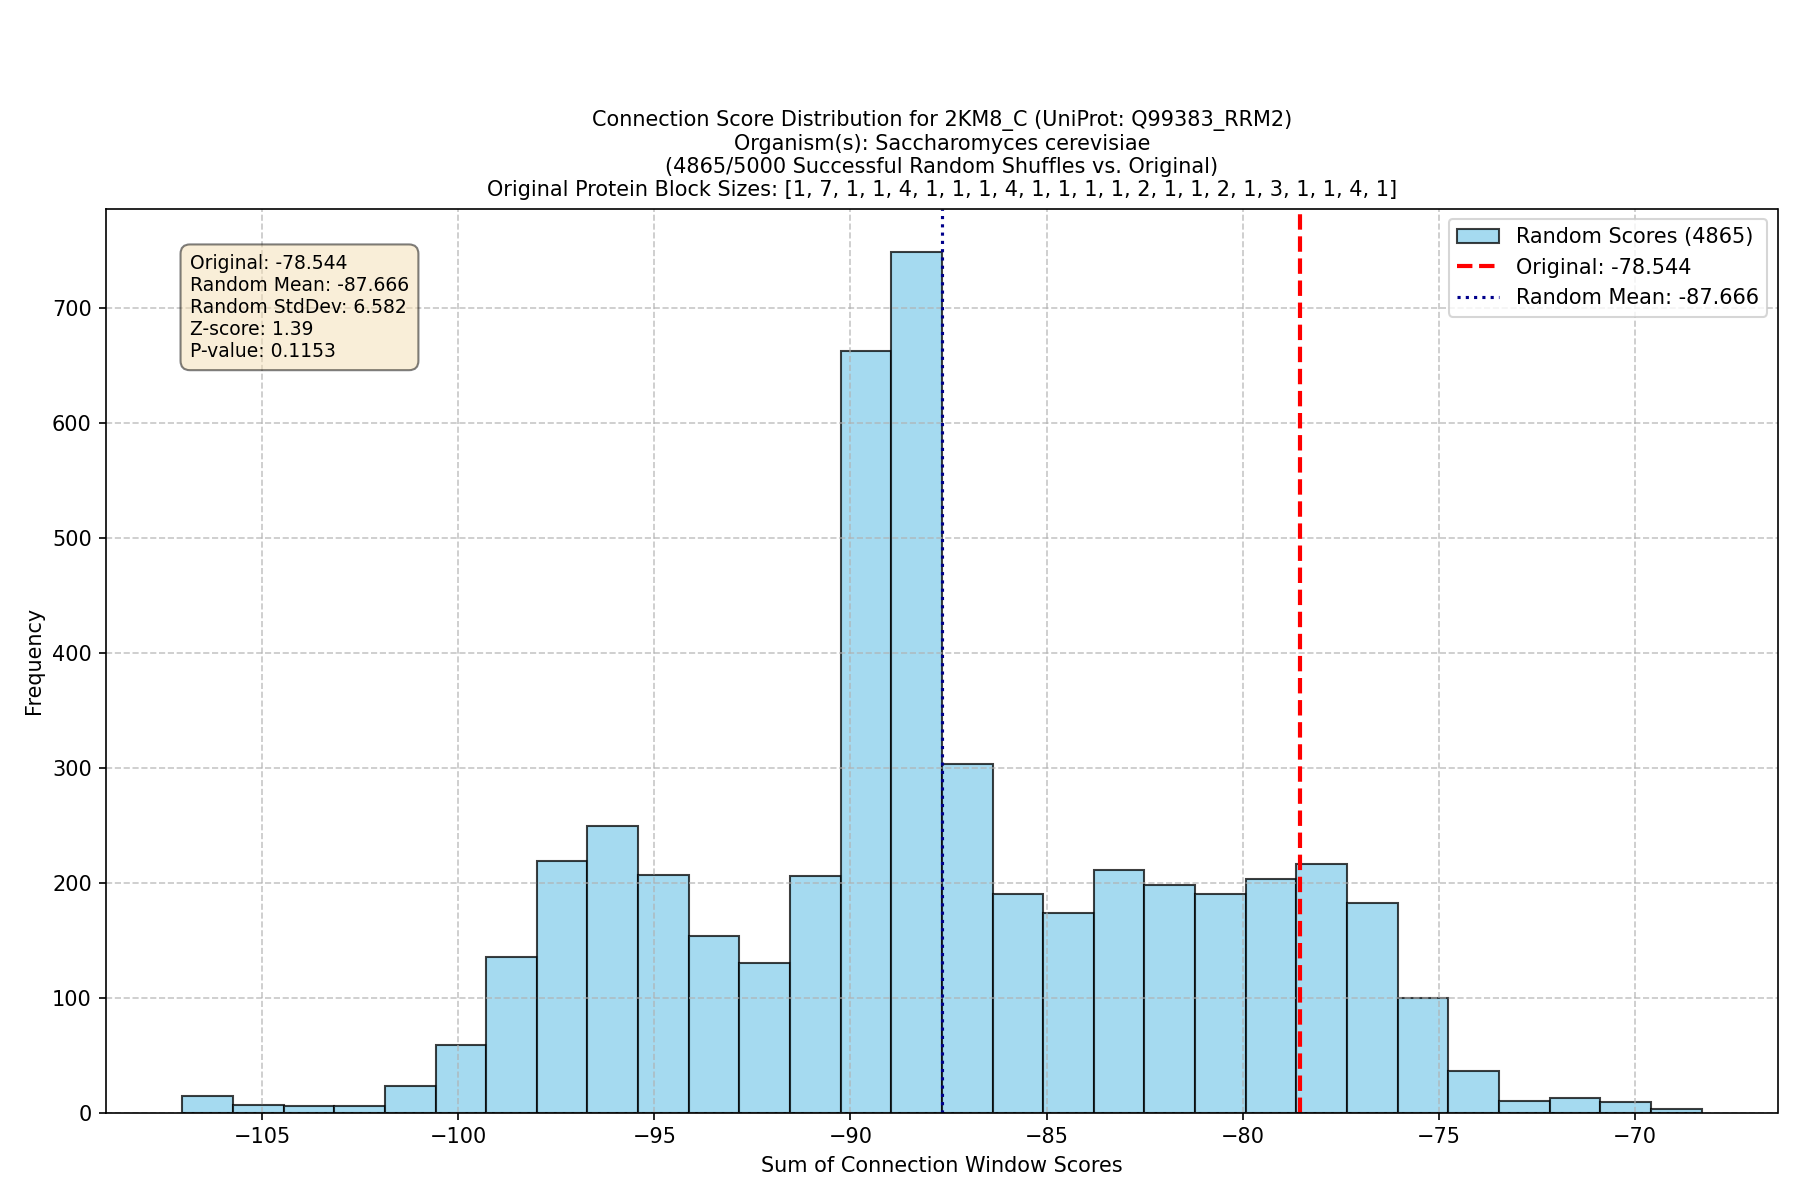 Connection Score Distribution for 2KM8_C (UniProt: Q99383_RRM2)
Organism(s): Saccharomyces cerevisiae
(4865/5000 Successful Random Shuffles vs. Original)
Original Protein Block Sizes: [1, 7, 1, 1, 4, 1, 1, 1, 4, 1, 1, 1, 1, 2, 1, 1, 2, 1, 3, 1, 1, 4, 1]
Original: -78.544
Random Mean: -87.666
Random StdDev: 6.582
Z-score: 1.39
P-value: 0.1153
Random Scores (4865)
Original: -78.544
Random Mean: -87.666
Frequency
700
600
500
400
300
200
100
0
−105
−100
−95
−90
−85
−80
−75
−70
Sum of Connection Window Scores